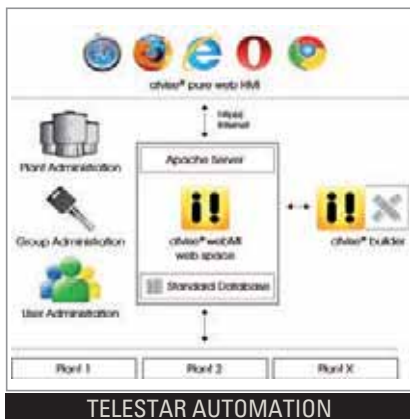 atvise® pure web HMI
http(s)
Internet
Plant Administration
Apache Server
Group Administration
atvise® webMI
web space
atvise® builder
Standard Database
User Administration
Plant 1
Plant 2
Plant X
TELESTAR AUTOMATION